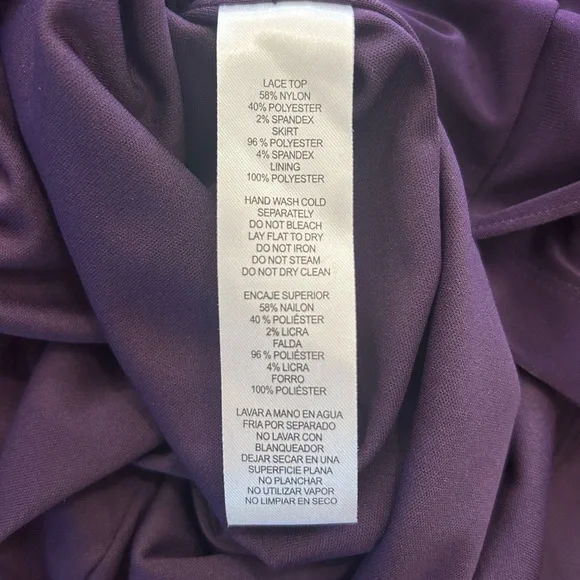 LACE TOP
58% NYLON
40% POLYESTER
2% SPANDEX
SKIRT
96 % POLYESTER
4% SPANDEX
LINING
100% POLYESTER
HAND WASH COLD
SEPARATELY
DO NOT BLEACH
LAY FLAT TO DRY
DO NOT IRON
DO NOT STEAM
DO NOT DRY CLEAN
ENCAJE SUPERIOR
58% NAILON
40 % POLIÉSTER
2% LICRA
FALDA
96 % POLIÉSTER
4% LICRA
FORRO
100% POLIÉSTER
LAVAR A MANO EN AGUA
FRIA POR SEPARADO
NO LAVAR CON
BLANQUEADOR
DEJAR SECAR EN UNA
SUPERFICIE PLANA
NO PLANCHAR
NO UTILIZAR VAPOR
NO LIMPIAR EN SECO